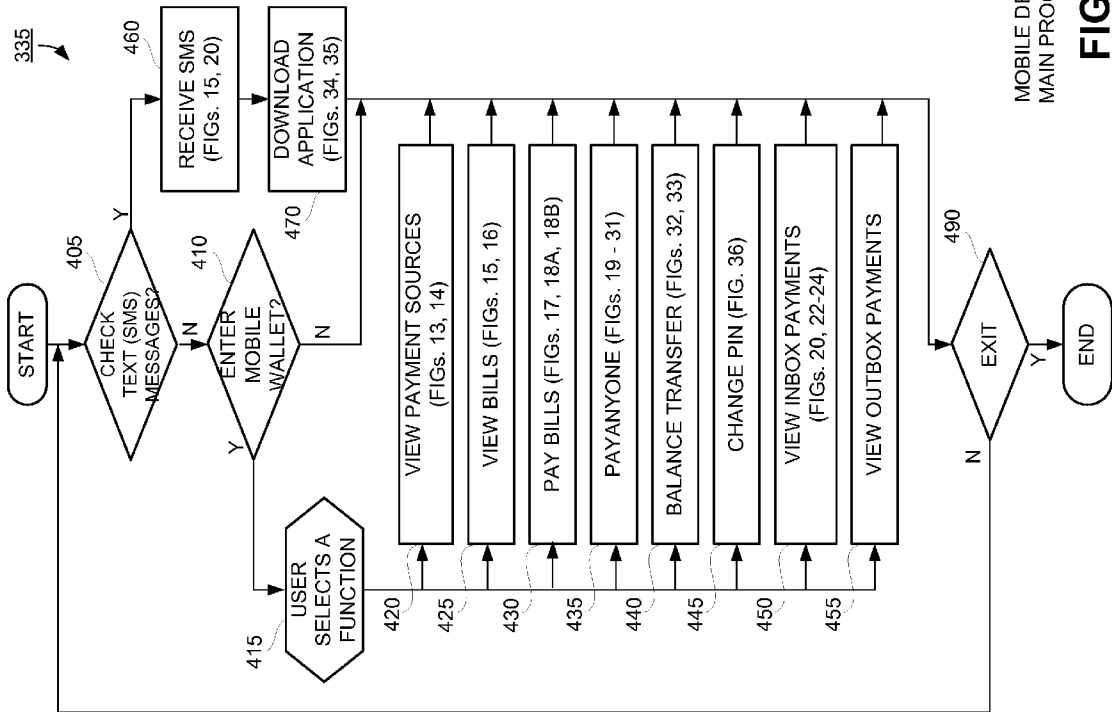 335
START
405
CHECK
TEXT (SMS)
MESSAGES?
Y
N
460
RECEIVE SMS
(FIGs. 15, 20)
DOWNLOAD
APPLICATION
(FIGs. 34, 35)
470
410
ENTER
MOBILE
WALLET?
Y
N
415
USER
SELECTS A
FUNCTION
420
VIEW PAYMENT SOURCES
(FIGs. 13, 14)
425
VIEW BILLS (FIGs. 15, 16)
430
PAY BILLS (FIGs. 17, 18A, 18B)
435
PAYANYONE (FIGs. 19 - 31)
440
BALANCE TRANSFER (FIGs. 32, 33)
445
CHANGE PIN (FIG. 36)
450
VIEW INBOX PAYMENTS
(FIGs. 20, 22-24)
455
VIEW OUTBOX PAYMENTS
490
EXIT
N
Y
END
MOBILE
MAIN
FIG